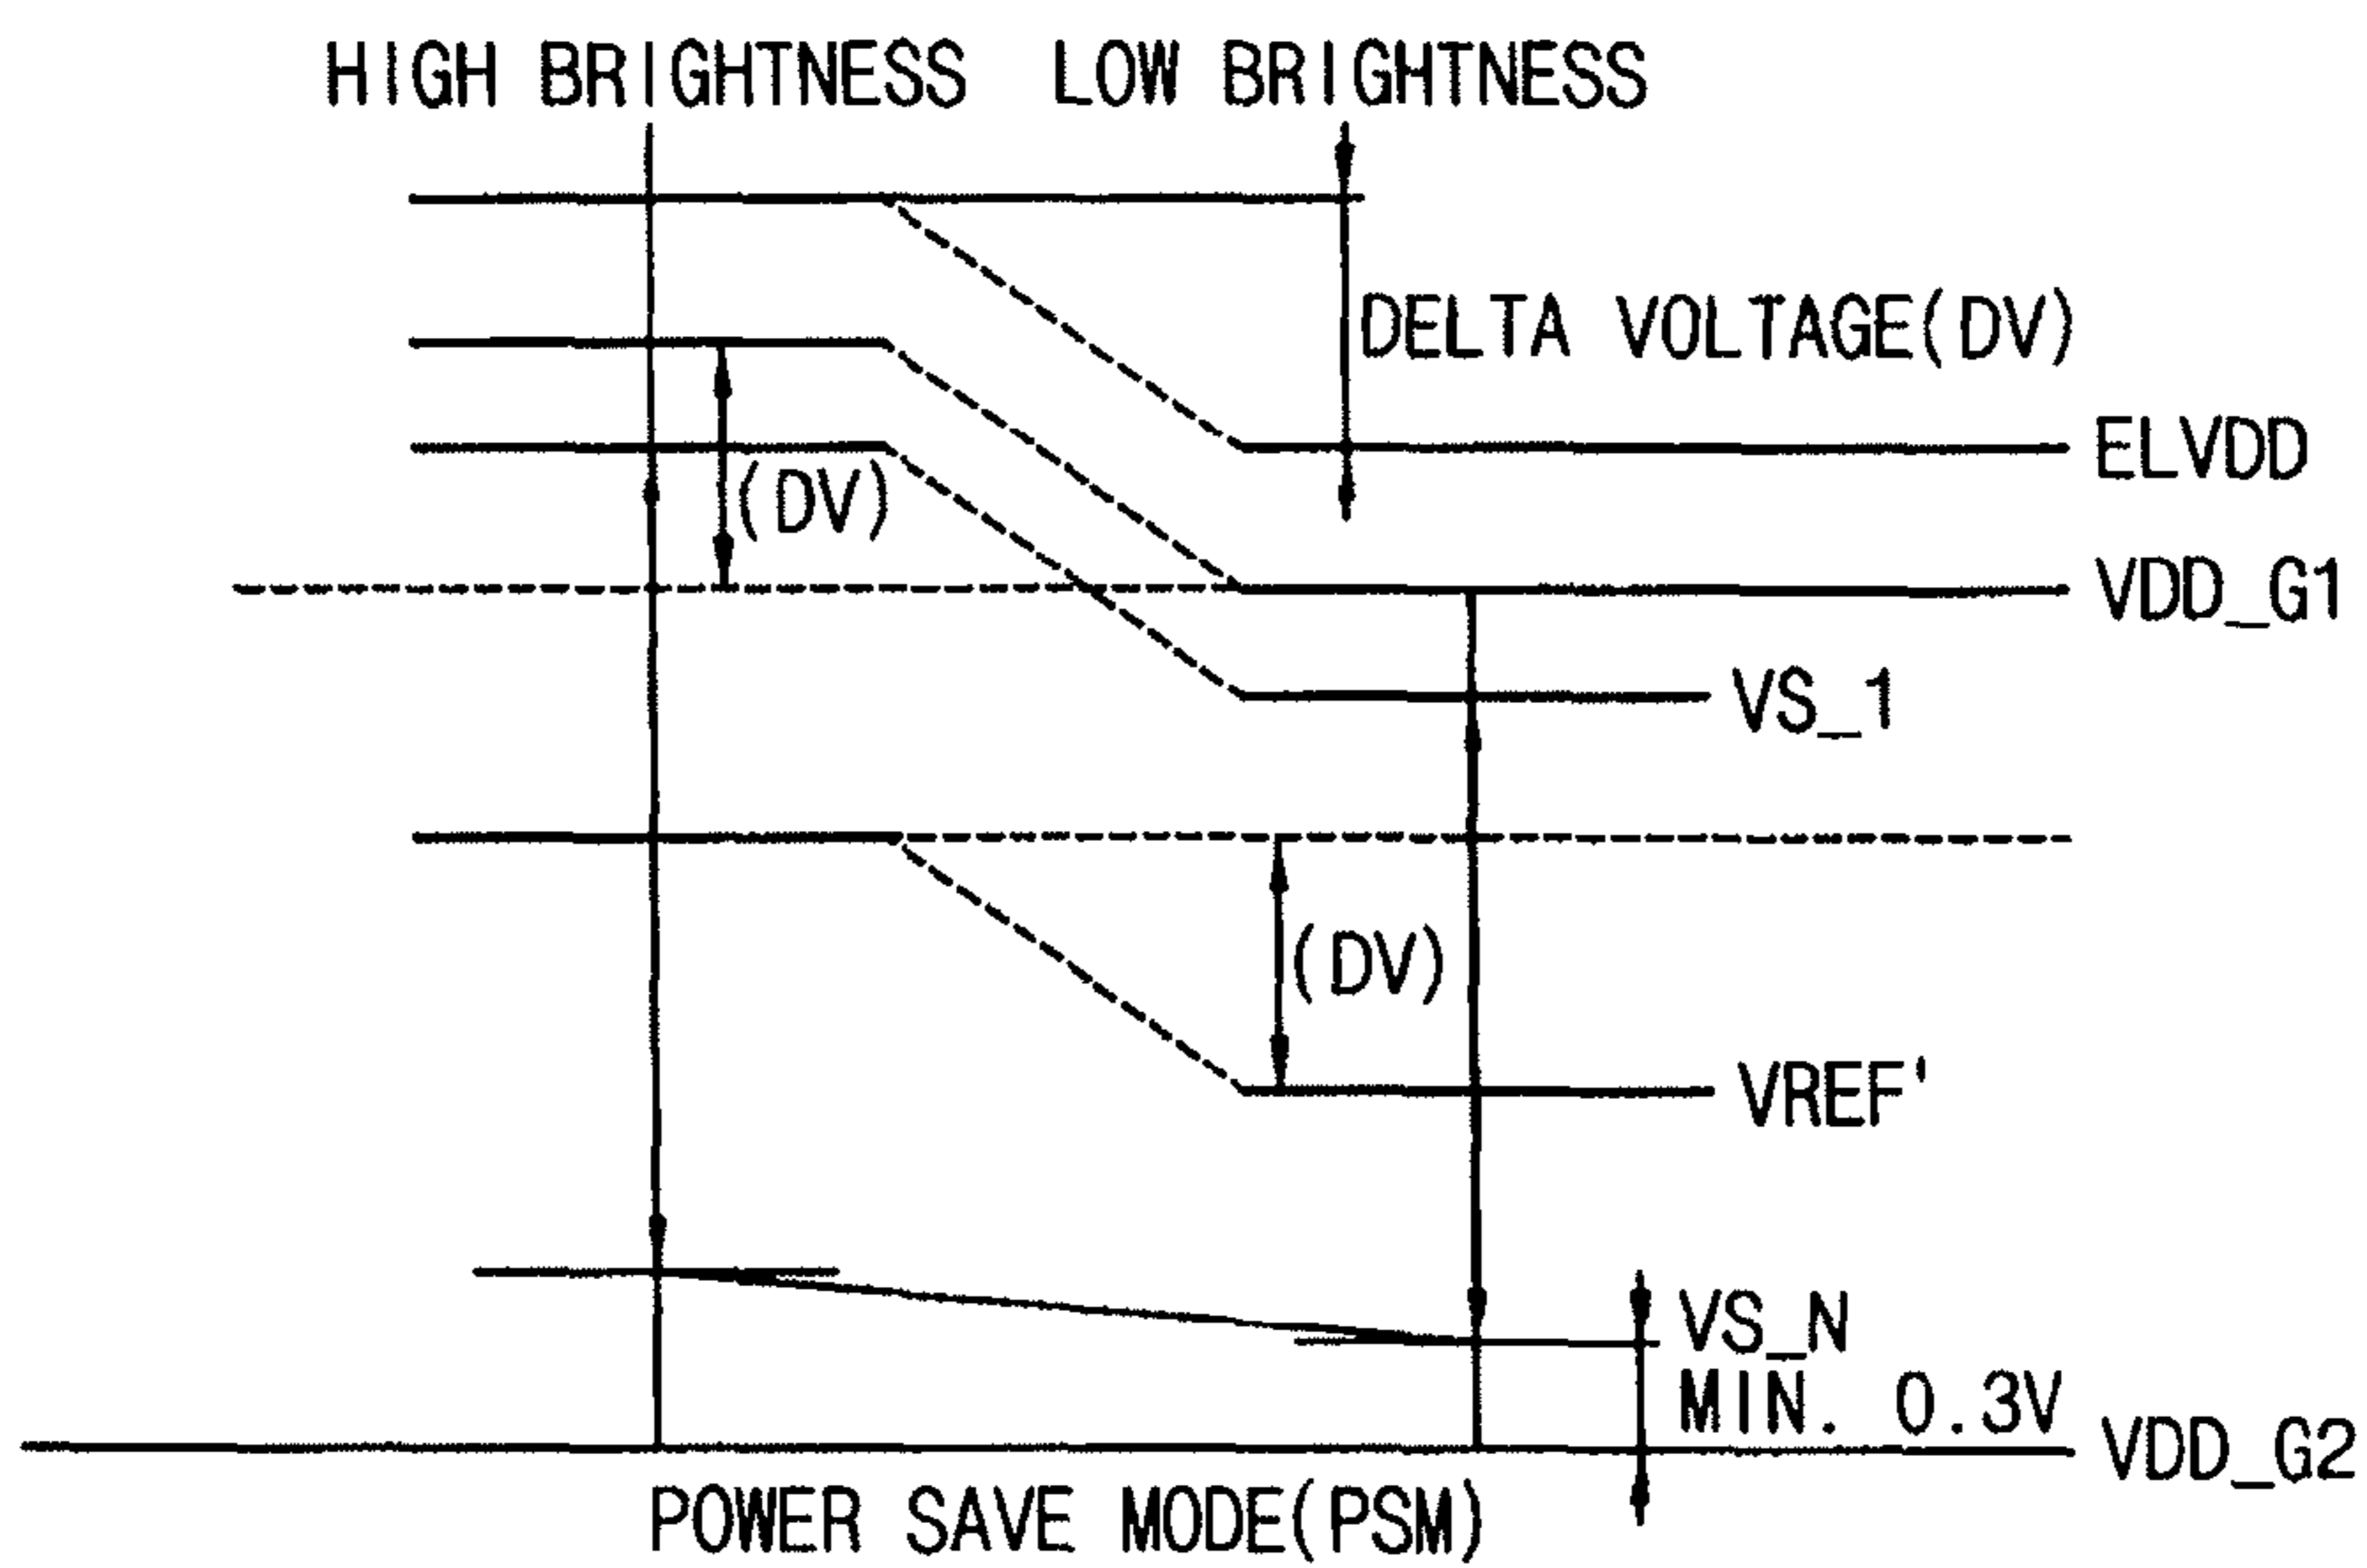 HIGH BRIGHTNESS LOW BRIGHTNESS
DELTA VOLTAGE(DV)
ELVDD
(DV)
VDD_G1
VS_1
(DV)
VREF'
VS_N
MIN. 0.3V
VDD_G2
POWER SAVE MODE(PSM)